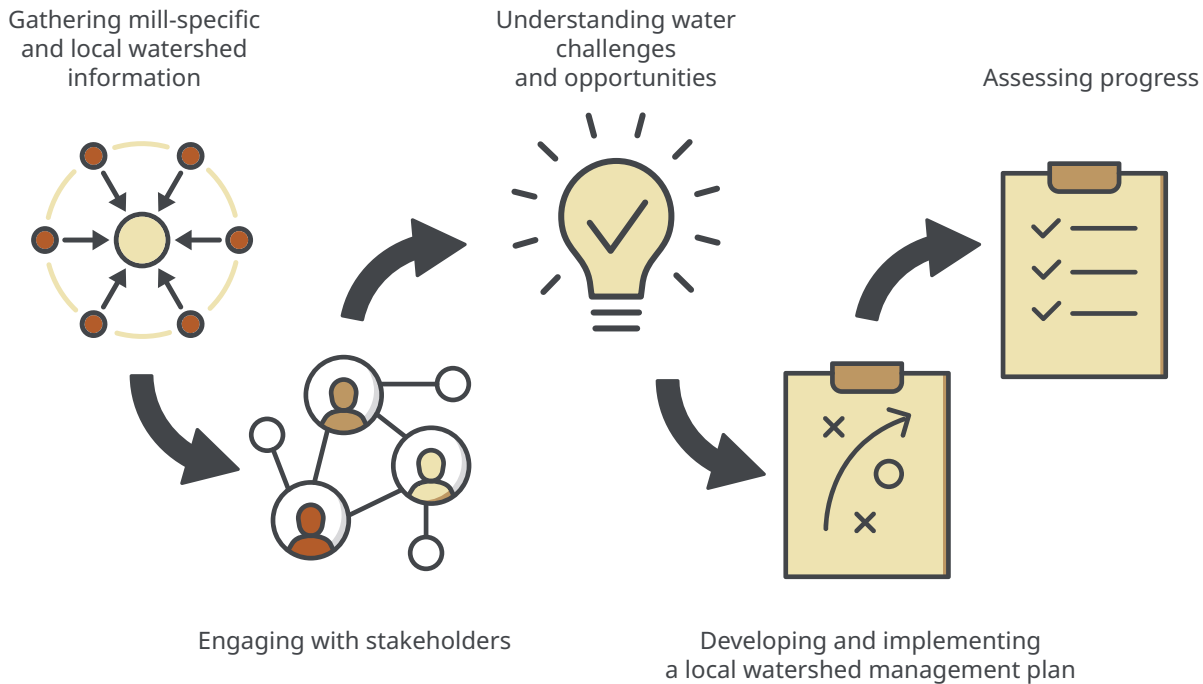 Gathering mill-specific
and local watershed
information
Understanding water
challenges
and opportunities
Assessing progress
Engaging with stakeholders
Developing and implementing
a local watershed management plan